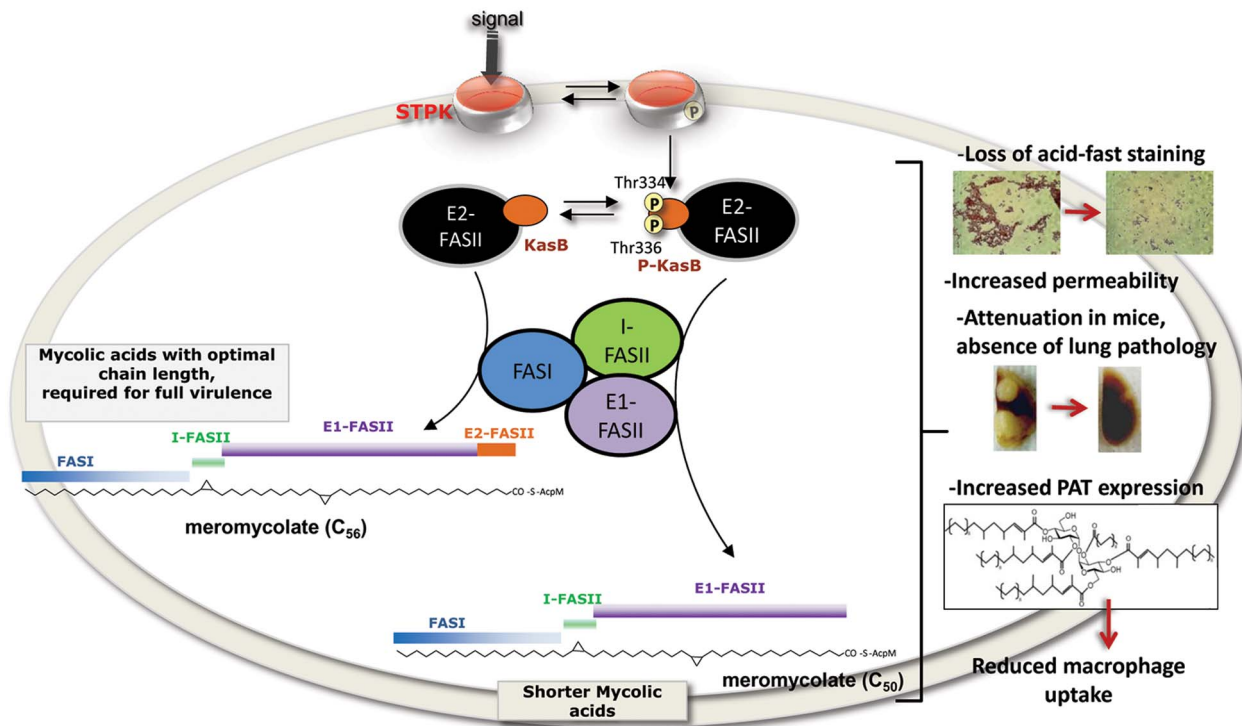 signal
STPK
P
Thr334
E2-
FASII
KasB
P
P
Thr336
P-KasB
E2-
FASII
I-
FASII
FASI
E1-
FASII
Mycolic acids with optimal
chain length,
required for full virulence
I-FASII
E1-FASII
E2-FASII
FASI
CO -S-AcpM
meromycolate (C56)
E1-FASII
I-FASII
FASI
CO -S-AcpM
meromycolate (C50)
Shorter Mycolic
acids
-Loss of acid-fast staining
-Increased permeability
-Attenuation in mice,
absence of lung pathology
-Increased PAT expression
OH
HO
O
O
O
O
O
O
O
O
O
O
O
OH
Reduced macrophage
uptake